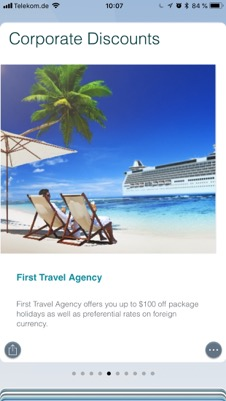 Telekom.de 10:07 84 %
Corporate Discounts
First Travel Agency
First Travel Agency offers you up to $100 off package
holidays as well as preferential rates on foreign
currency.